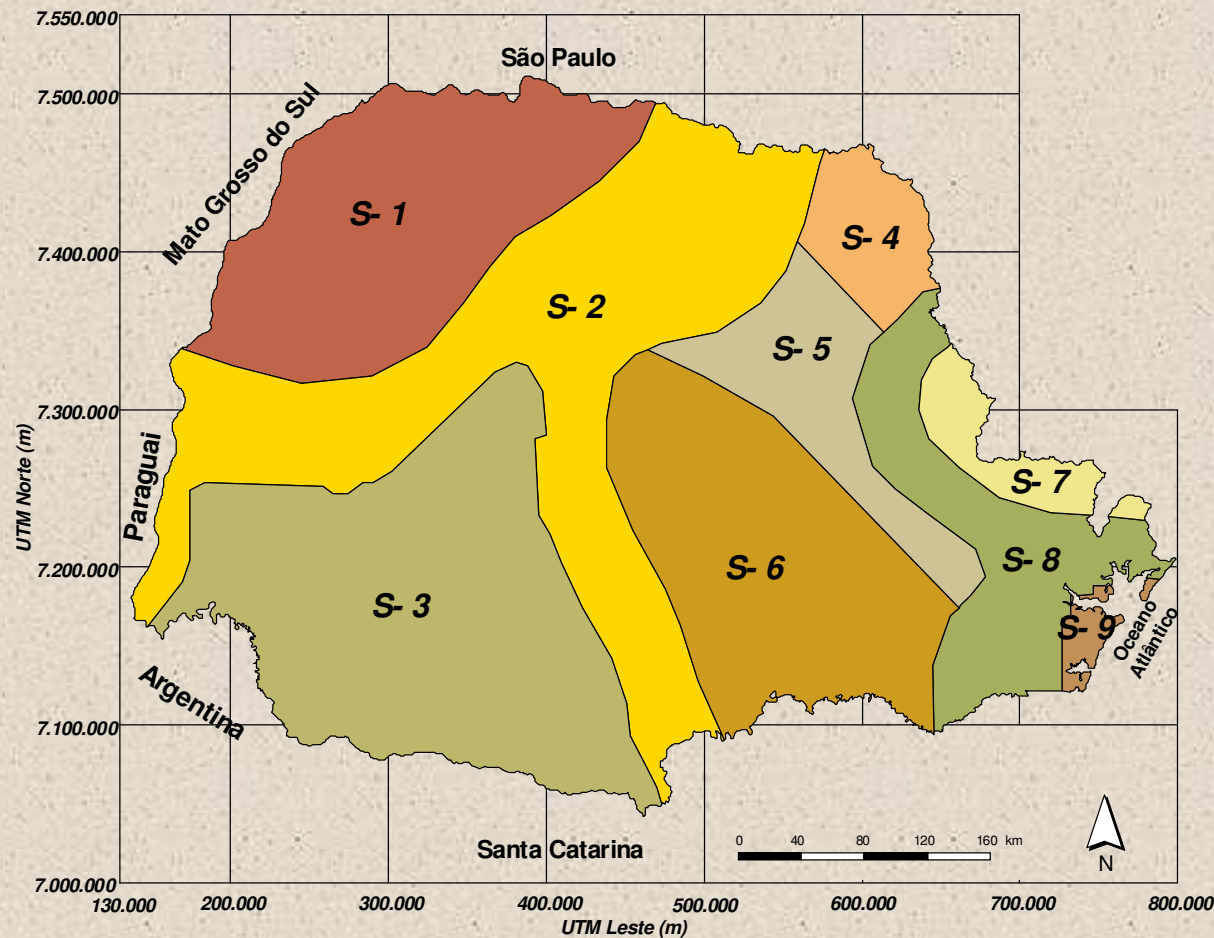 7.550.000
São Paulo
7.500.000
Mato Grosso do Sul
S- 1
S- 4
7.400.000
S- 2
S- 5
7.300.000
UTM Norte (m)
Paraguai
S- 7
7.200.000
S- 6
S- 8
S- 3
S- 9
Oceano
Atlântico
Argentina
7.100.000
Santa Catarina
0 40 80 120 160 km
N
7.000.000
130.000 200.000 300.000 400.000 500.000 600.000 700.000 800.000
UTM Leste (m)